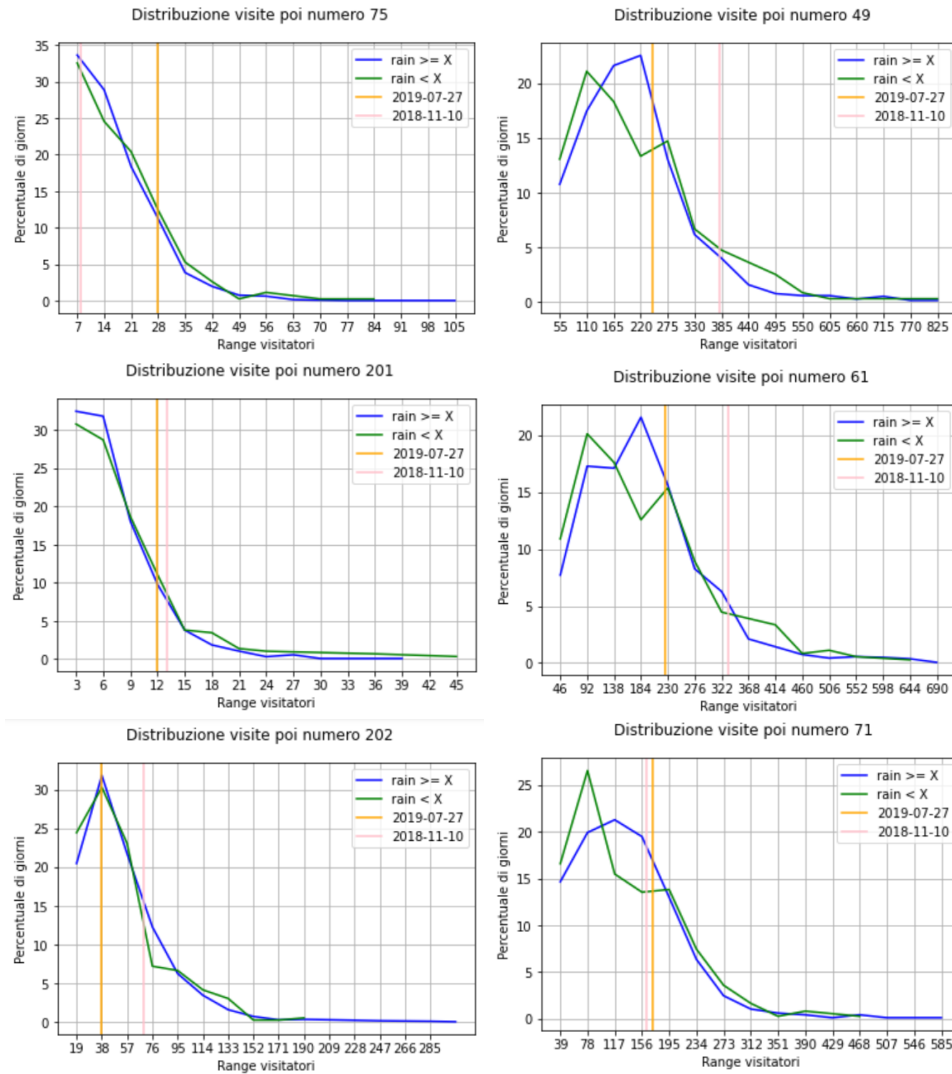 Distribuzione visite poi numero 75
35
30
25
20
15
10
5
0
Percentuale di giorni
rain >= X
rain < X
2019-07-27
2018-11-10
7 14 21 28 35 42 49 56 63 70 77 84 91 98 105
Range visitatori
Distribuzione visite poi numero 49
20
15
10
5
0
Percentuale di giorni
rain >= X
rain < X
2019-07-27
2018-11-10
55 110 165 220 275 330 385 440 495 550 605 660 715 770 825
Range visitatori
Distribuzione visite poi numero 201
30
25
20
15
10
5
0
Percentuale di giorni
rain >= X
rain < X
2019-07-27
2018-11-10
3 6 9 12 15 18 21 24 27 30 33 36 39 42 45
Range visitatori
Distribuzione visite poi numero 61
20
15
10
5
0
Percentuale di giorni
rain >= X
rain < X
2019-07-27
2018-11-10
46 92 138 184 230 276 322 368 414 460 506 552 598 644 690
Range visitatori
Distribuzione visite poi numero 202
30
25
20
15
10
5
0
Percentuale di giorni
rain >= X
rain < X
2019-07-27
2018-11-10
19 38 57 76 95 114 133 152 171 190 209 228 247 266 285
Range visitatori
Distribuzione visite poi numero 71
25
20
15
10
5
0
Percentuale di giorni
rain >= X
rain < X
2019-07-27
2018-11-10
39 78 117 156 195 234 273 312 351 390 429 468 507 546 585
Range visitatori